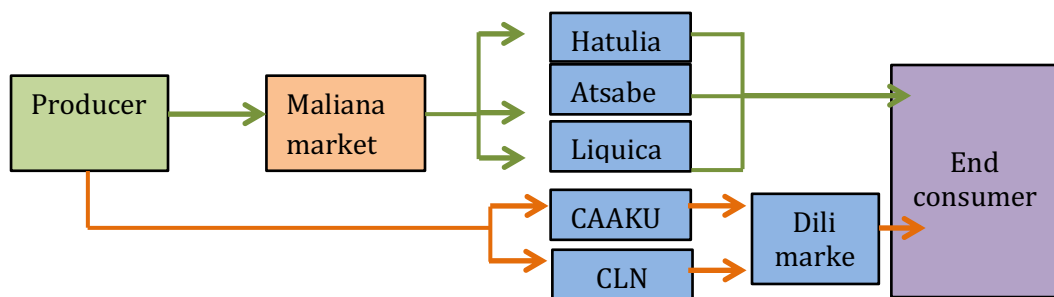 Producer
Maliana
market
Hatulia
Atsabe
Liquica
CAAKU
CLN
Dili
marke
End
consumer